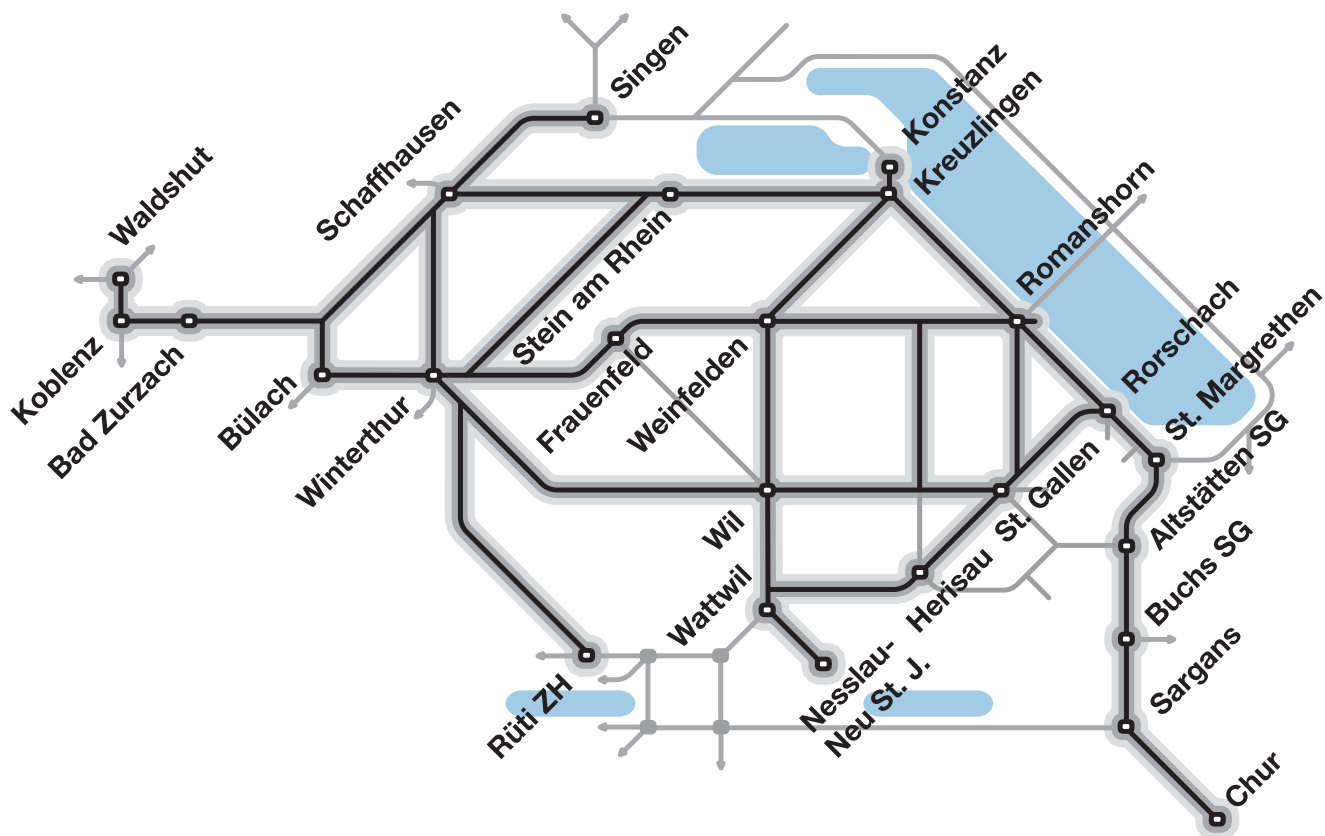 Singen
Konstanz
Kreuzlingen
Schaffhausen
Waldshut
Romanshorn
Stein am Rhein
Rorschach
St. Margrethen
Koblenz
Bad Zurzach
Bülach
Winterthur
Frauenfeld
Weinfelden
Wil
St. Gallen
Altstätten SG
Herisau
Wattwil
Buchs SG
Nesslau-
Neu St. J.
Rüti ZH
Sargans
Chur